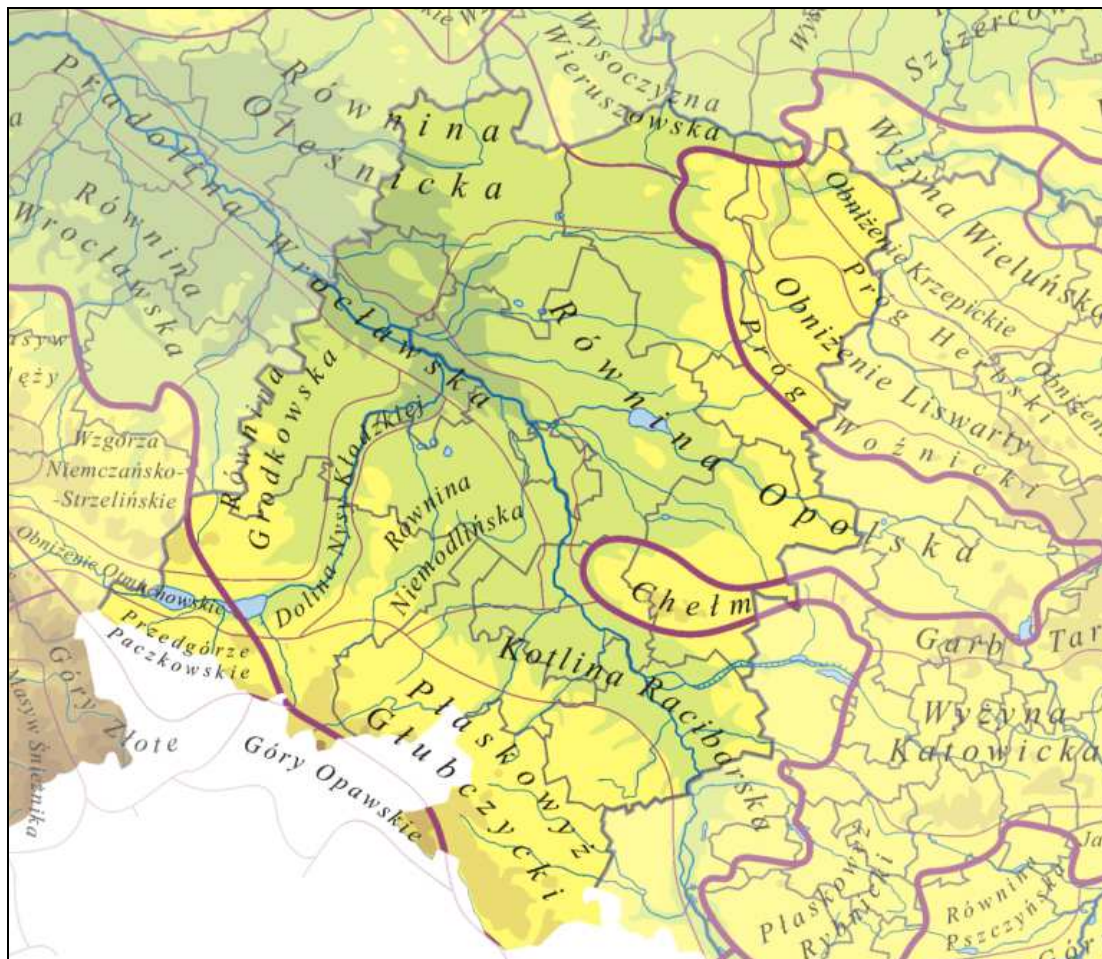 Równina
Oleśnicka
Wysoczyzna
Wieruszowska
Pradolina Wrocławska
Równina
Wrocławska
Wyżyna Wieluńska
Obniżenie Krzepickie
Próg Herbski
Obniżenie Liswarty
Próg Woźnicki
Równina Opolska
Równina
Grodkowska
Wzgórza
Niemczańsko-
-Strzelińskie
Dolina Nysy Kłodzkiej
Równina
Niemodlińska
Obniżenie Otmuchowskie
Przedgórze
Paczkowskie
Chełm
Garb Tar
Góry Złote
Masyw Śnieżnika
Kotlina Raciborska
Płaskowyż
Głubczycki
Góry Opawskie
Wyżyna
Katowicka
Płaskowyż
Rybnicki
Równina
Pszczyńska